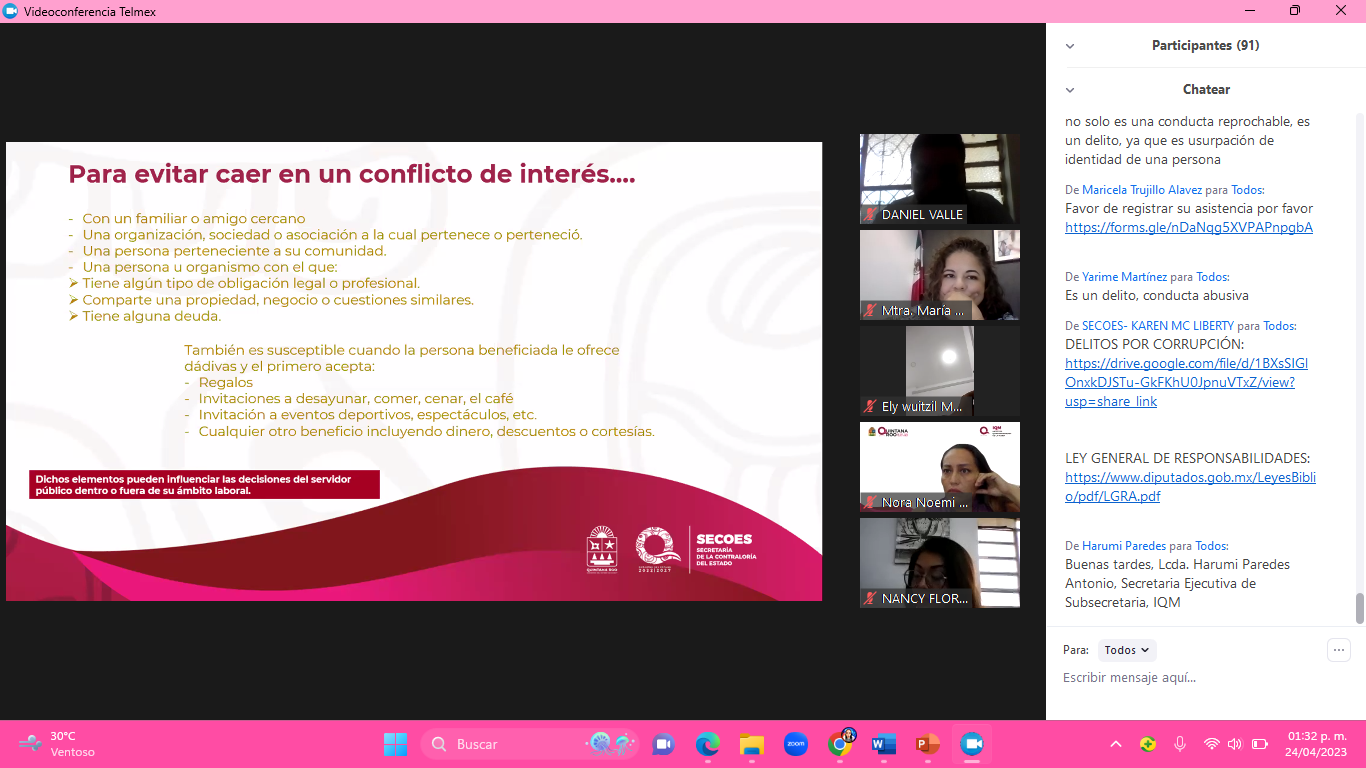 Videoconferencia Telmex
Para evitar caer en un conflicto de interés....
- Con un familiar o amigo cercano
- Una organización, sociedad o asociación a la cual pertenece o perteneció.
- Una persona perteneciente a su comunidad.
- Una persona u organismo con el que:
➢ Tiene algún tipo de obligación legal o profesional.
➢ Comparte una propiedad, negocio o cuestiones similares.
➢ Tiene alguna deuda.
También es susceptible cuando la persona beneficiada le ofrece
dádivas y el primero acepta:
- Regalos
- Invitaciones a desayunar, comer, cenar, el café
- Invitación a eventos deportivos, espectáculos, etc.
- Cualquier otro beneficio incluyendo dinero, descuentos o cortesías.
Dichos elementos pueden influenciar las decisiones del servidor
público dentro o fuera de su ámbito laboral.
QUINTANA ROO
2022/2027
SECOES
SECRETARÍA
DE LA CONTRALORÍA
DEL ESTADO
DANIEL VALLE
Mtra. María ...
Ely wuitzil M...
QUINTANA
ROO
IQM
Nora Noemi ...
NANCY FLOR...
Participantes (91)
Chatear
no solo es una conducta reprochable, es
un delito, ya que es usurpación de
identidad de una persona
De Maricela Trujillo Alavez para Todos:
Favor de registrar su asistencia por favor
https://forms.gle/nDaNqg5XVPAPnpgbA
De Yarime Martínez para Todos:
Es un delito, conducta abusiva
De SECOES- KAREN MC LIBERTY para Todos:
DELITOS POR CORRUPCIÓN:
https://drive.google.com/file/d/1BXsSIGl
OnxkDJSTu-GkFKhU0JpnuVTxZ/view?
usp=share_link
LEY GENERAL DE RESPONSABILIDADES:
https://www.diputados.gob.mx/LeyesBibli
o/pdf/LGRA.pdf
De Harumi Paredes para Todos:
Buenas tardes, Lcda. Harumi Paredes
Antonio, Secretaria Ejecutiva de
Subsecretaria, IQM
Para: Todos
Escribir mensaje aquí...
30°C
Ventoso
Buscar
zoom
01:32 p. m.
24/04/2023